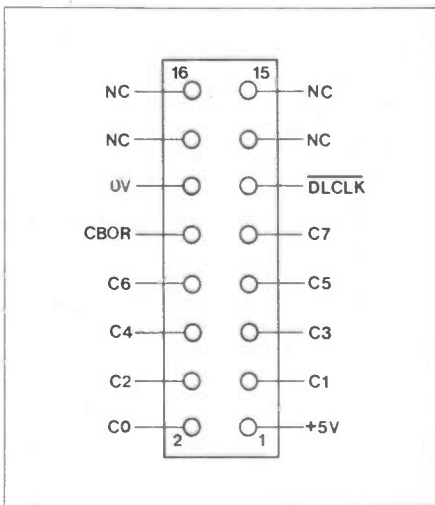 16 15
NC NC
NC NC
0V DLCLK
CBOR C7
C6 C5
C4 C3
C2 C1
C0 +5V
2 1